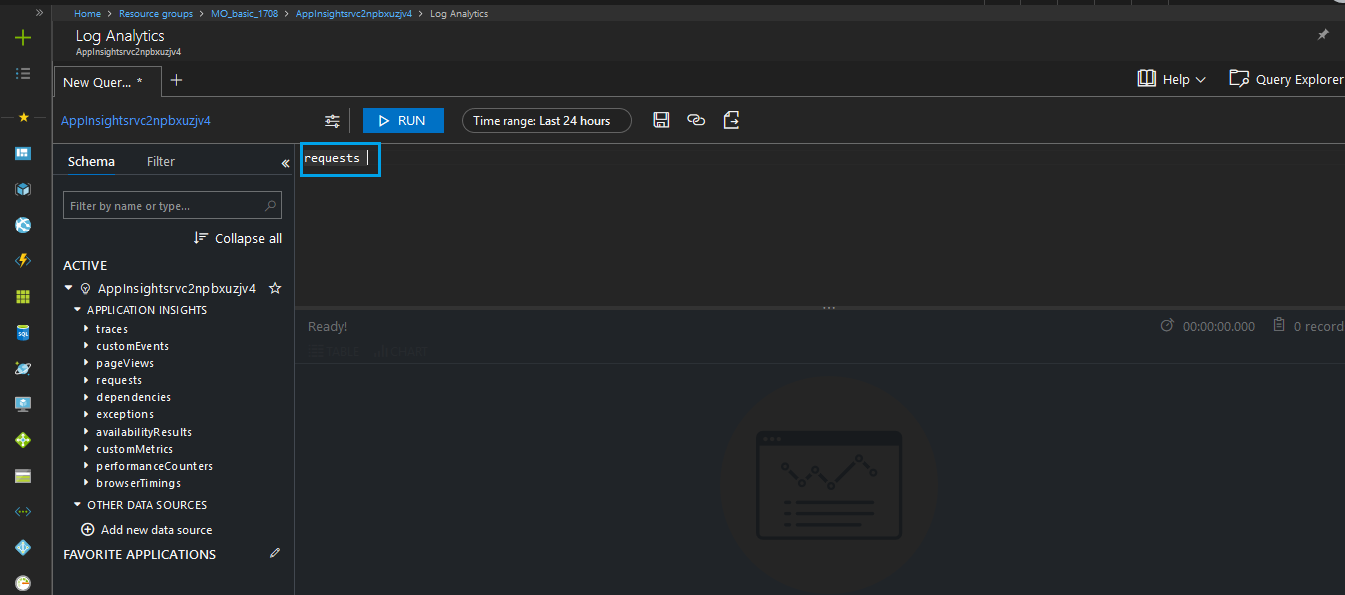 Home > Resource groups > MO_basic_1708 > AppInsightsrvc2npbxuzjv4 > Log Analytics
Log Analytics
AppInsightsrvc2npbxuzjv4
New Quer... *
Help
Query Explorer
AppInsightsrvc2npbxuzjv4
RUN
Time range: Last 24 hours
Schema
Filter
«
requests
Filter by name or type...
Collapse all
ACTIVE
AppInsightsrvc2npbxuzjv4
APPLICATION INSIGHTS
traces
customEvents
pageViews
requests
dependencies
exceptions
availabilityResults
customMetrics
performanceCounters
browserTimings
OTHER DATA SOURCES
Add new data source
FAVORITE APPLICATIONS
Ready!
00:00:00.000
0 record
TABLE
CHART
SQL